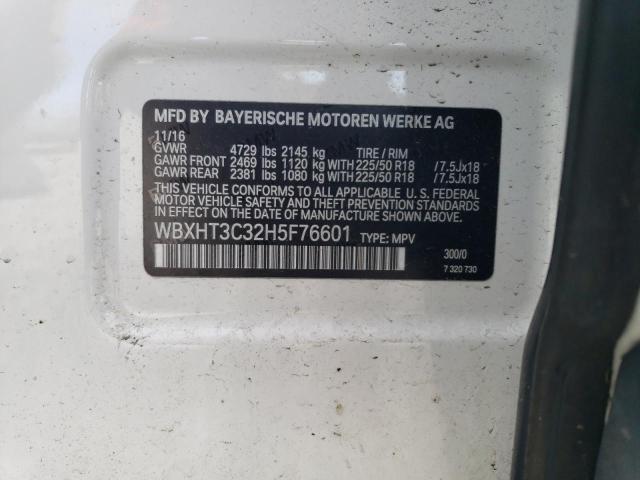 MFD BY BAYERISCHE MOTOREN WERKE AG
11/16
GVWR 4729 lbs 2145 kg TIRE / RIM
GAWR FRONT 2469 lbs 1120 kg WITH 225/50 R18 /7.5Jx18
GAWR REAR 2381 lbs 1080 kg WITH 225/50 R18 /7.5Jx18
THIS VEHICLE CONFORMS TO ALL APPLICABLE U. S. FEDERAL
MOTOR VEHICLE SAFETY AND THEFT PREVENTION STANDARDS
IN EFFECT ON THE DATE OF MANUFACTURE SHOWN ABOVE.
WBXHT3C32H5F76601 TYPE: MPV
300/0
7 320 730